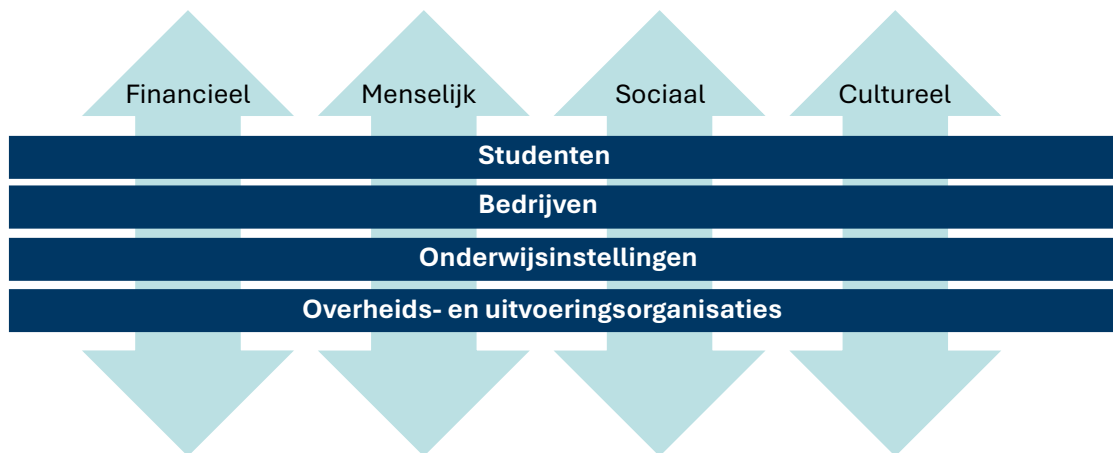 Financieel Menselijk Sociaal Cultureel
Studenten
Bedrijven
Onderwijsinstellingen
Overheids- en uitvoeringsorganisaties